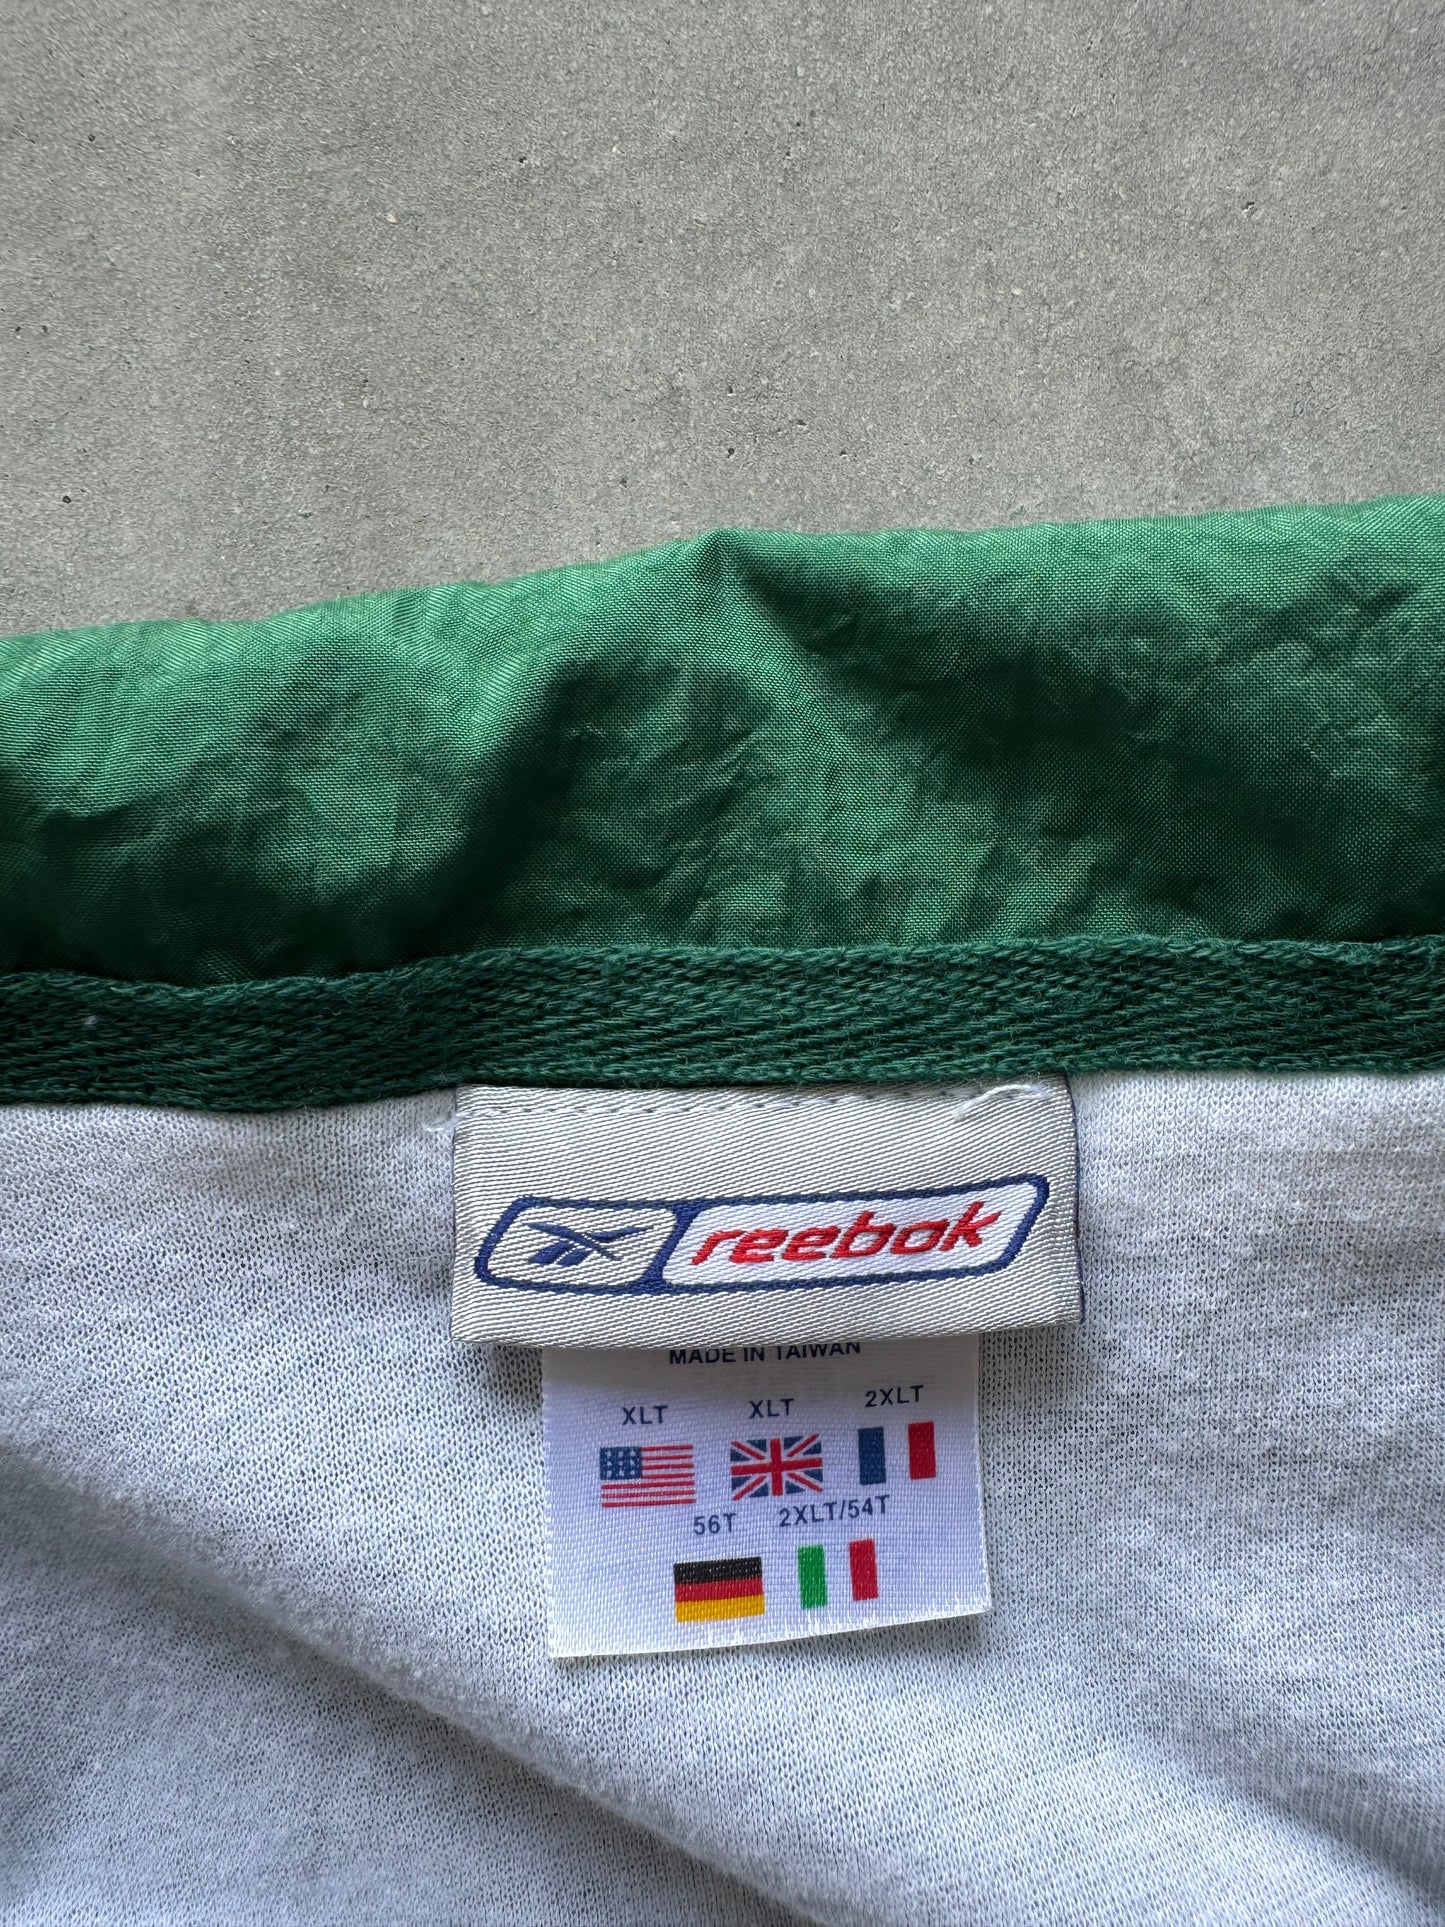 reebok
MADE IN TAIWAN
XLT XLT 2XLT
56T 2XLT/54T